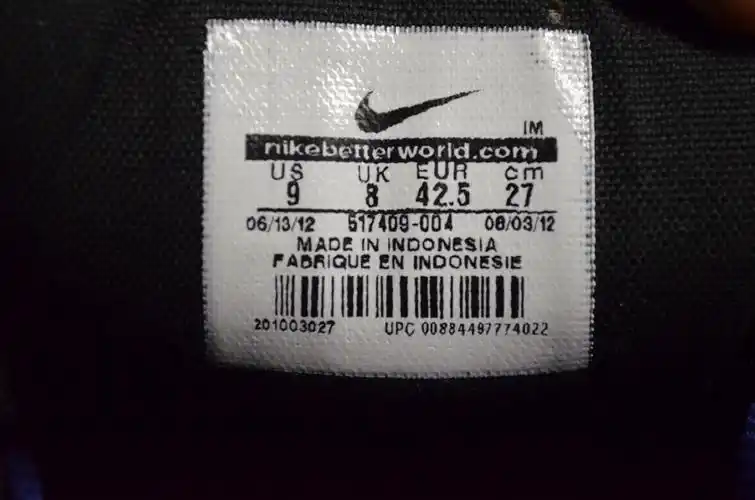 IM
nikebetterworld.com
US UK EUR cm
9 8 42.5 27
06/13/12 517409-004 08/03/12
MADE IN INDONESIA
FABRIQUE EN INDONESIE
201003027 UPC 00884497774022